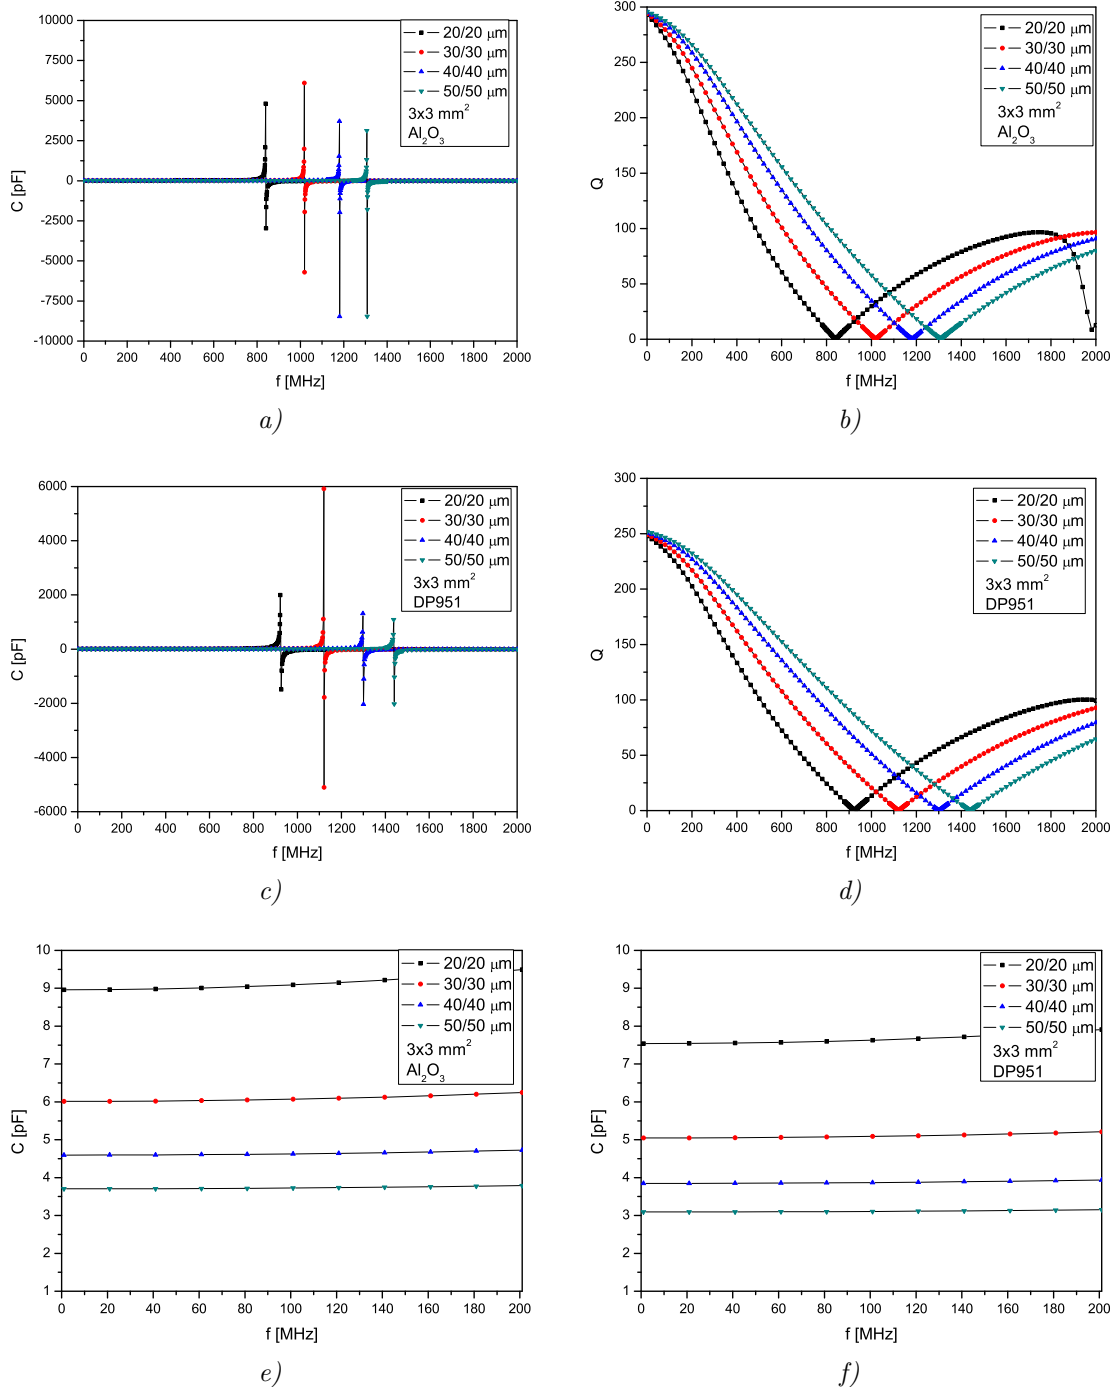 10000
7500
5000
2500
0
-2500
-5000
-7500
-10000
C [pF]
0 200 400 600 800 1000 1200 1400 1600 1800 2000
f [MHz]
20/20 μm
30/30 μm
40/40 μm
50/50 μm
3x3 mm²
Al₂O₃
a)
300
250
200
150
100
50
0
Q
0 200 400 600 800 1000 1200 1400 1600 1800 2000
f [MHz]
20/20 μm
30/30 μm
40/40 μm
50/50 μm
3x3 mm²
Al₂O₃
b)
6000
4000
2000
0
-2000
-4000
-6000
C [pF]
0 200 400 600 800 1000 1200 1400 1600 1800 2000
f [MHz]
20/20 μm
30/30 μm
40/40 μm
50/50 μm
3x3 mm²
DP951
c)
300
250
200
150
100
50
0
Q
0 200 400 600 800 1000 1200 1400 1600 1800 2000
f [MHz]
20/20 μm
30/30 μm
40/40 μm
50/50 μm
3x3 mm²
DP951
d)
10
9
8
7
6
5
4
3
2
1
C [pF]
0 20 40 60 80 100 120 140 160 180 200
f [MHz]
20/20 μm
30/30 μm
40/40 μm
50/50 μm
3x3 mm²
Al₂O₃
e)
10
9
8
7
6
5
4
3
2
1
C [pF]
0 20 40 60 80 100 120 140 160 180 200
f [MHz]
20/20 μm
30/30 μm
40/40 μm
50/50 μm
3x3 mm²
DP951
f)